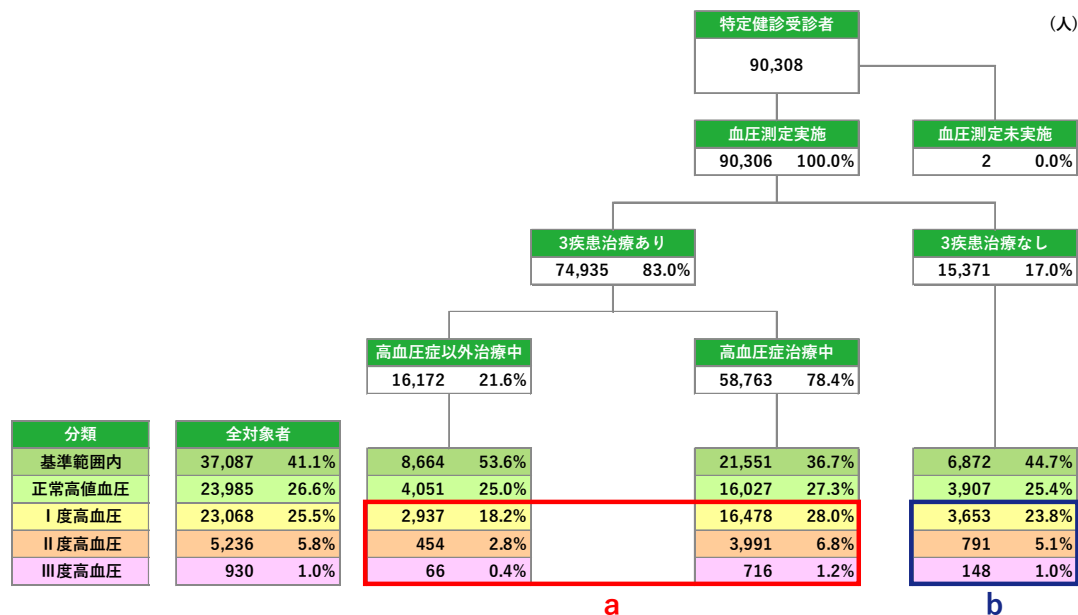 特定健診受診者 (人)
90,308
血圧測定実施 血圧測定未実施
90,306 100.0% 2 0.0%
3疾患治療あり 3疾患治療なし
74,935 83.0% 15,371 17.0%
高血圧症以外治療中 高血圧症治療中
16,172 21.6% 58,763 78.4%
分類 全対象者
基準範囲内 37,087 41.1% 8,664 53.6% 21,551 36.7% 6,872 44.7%
正常高値血圧 23,985 26.6% 4,051 25.0% 16,027 27.3% 3,907 25.4%
Ⅰ度高血圧 23,068 25.5% 2,937 18.2% 16,478 28.0% 3,653 23.8%
Ⅱ度高血圧 5,236 5.8% 454 2.8% 3,991 6.8% 791 5.1%
Ⅲ度高血圧 930 1.0% 66 0.4% 716 1.2% 148 1.0%
a b